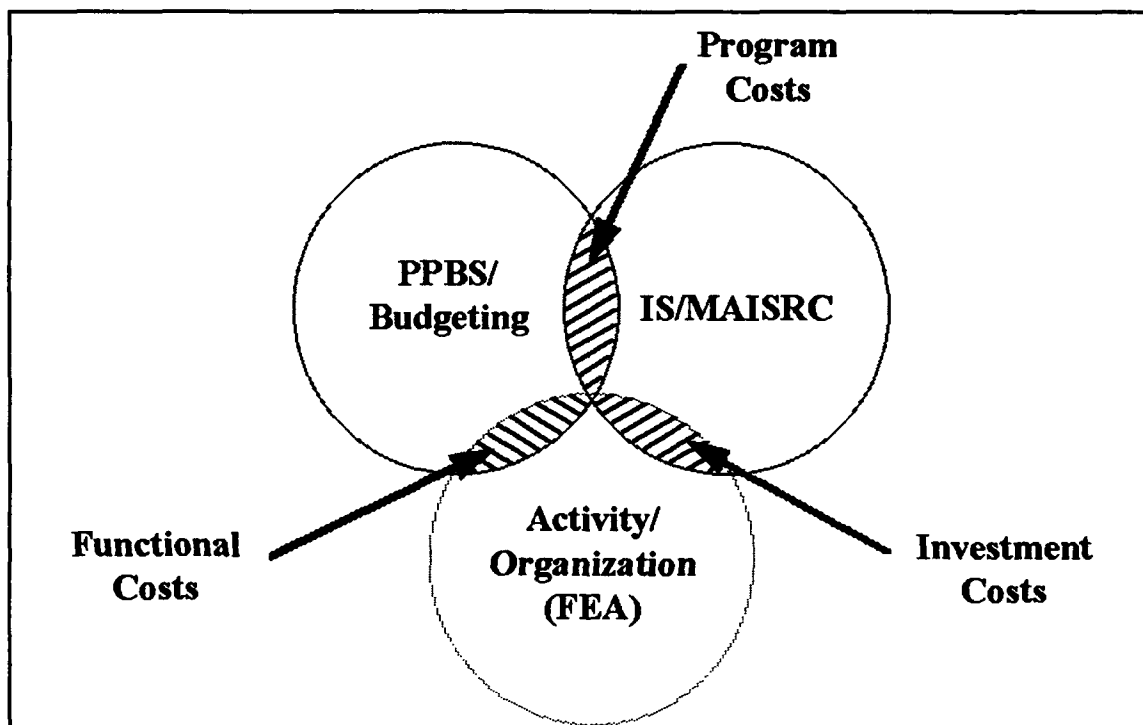 Program
Costs
PPBS/
Budgeting
IS/MAISRC
Functional
Costs
Activity/
Organization
(FEA)
Investment
Costs